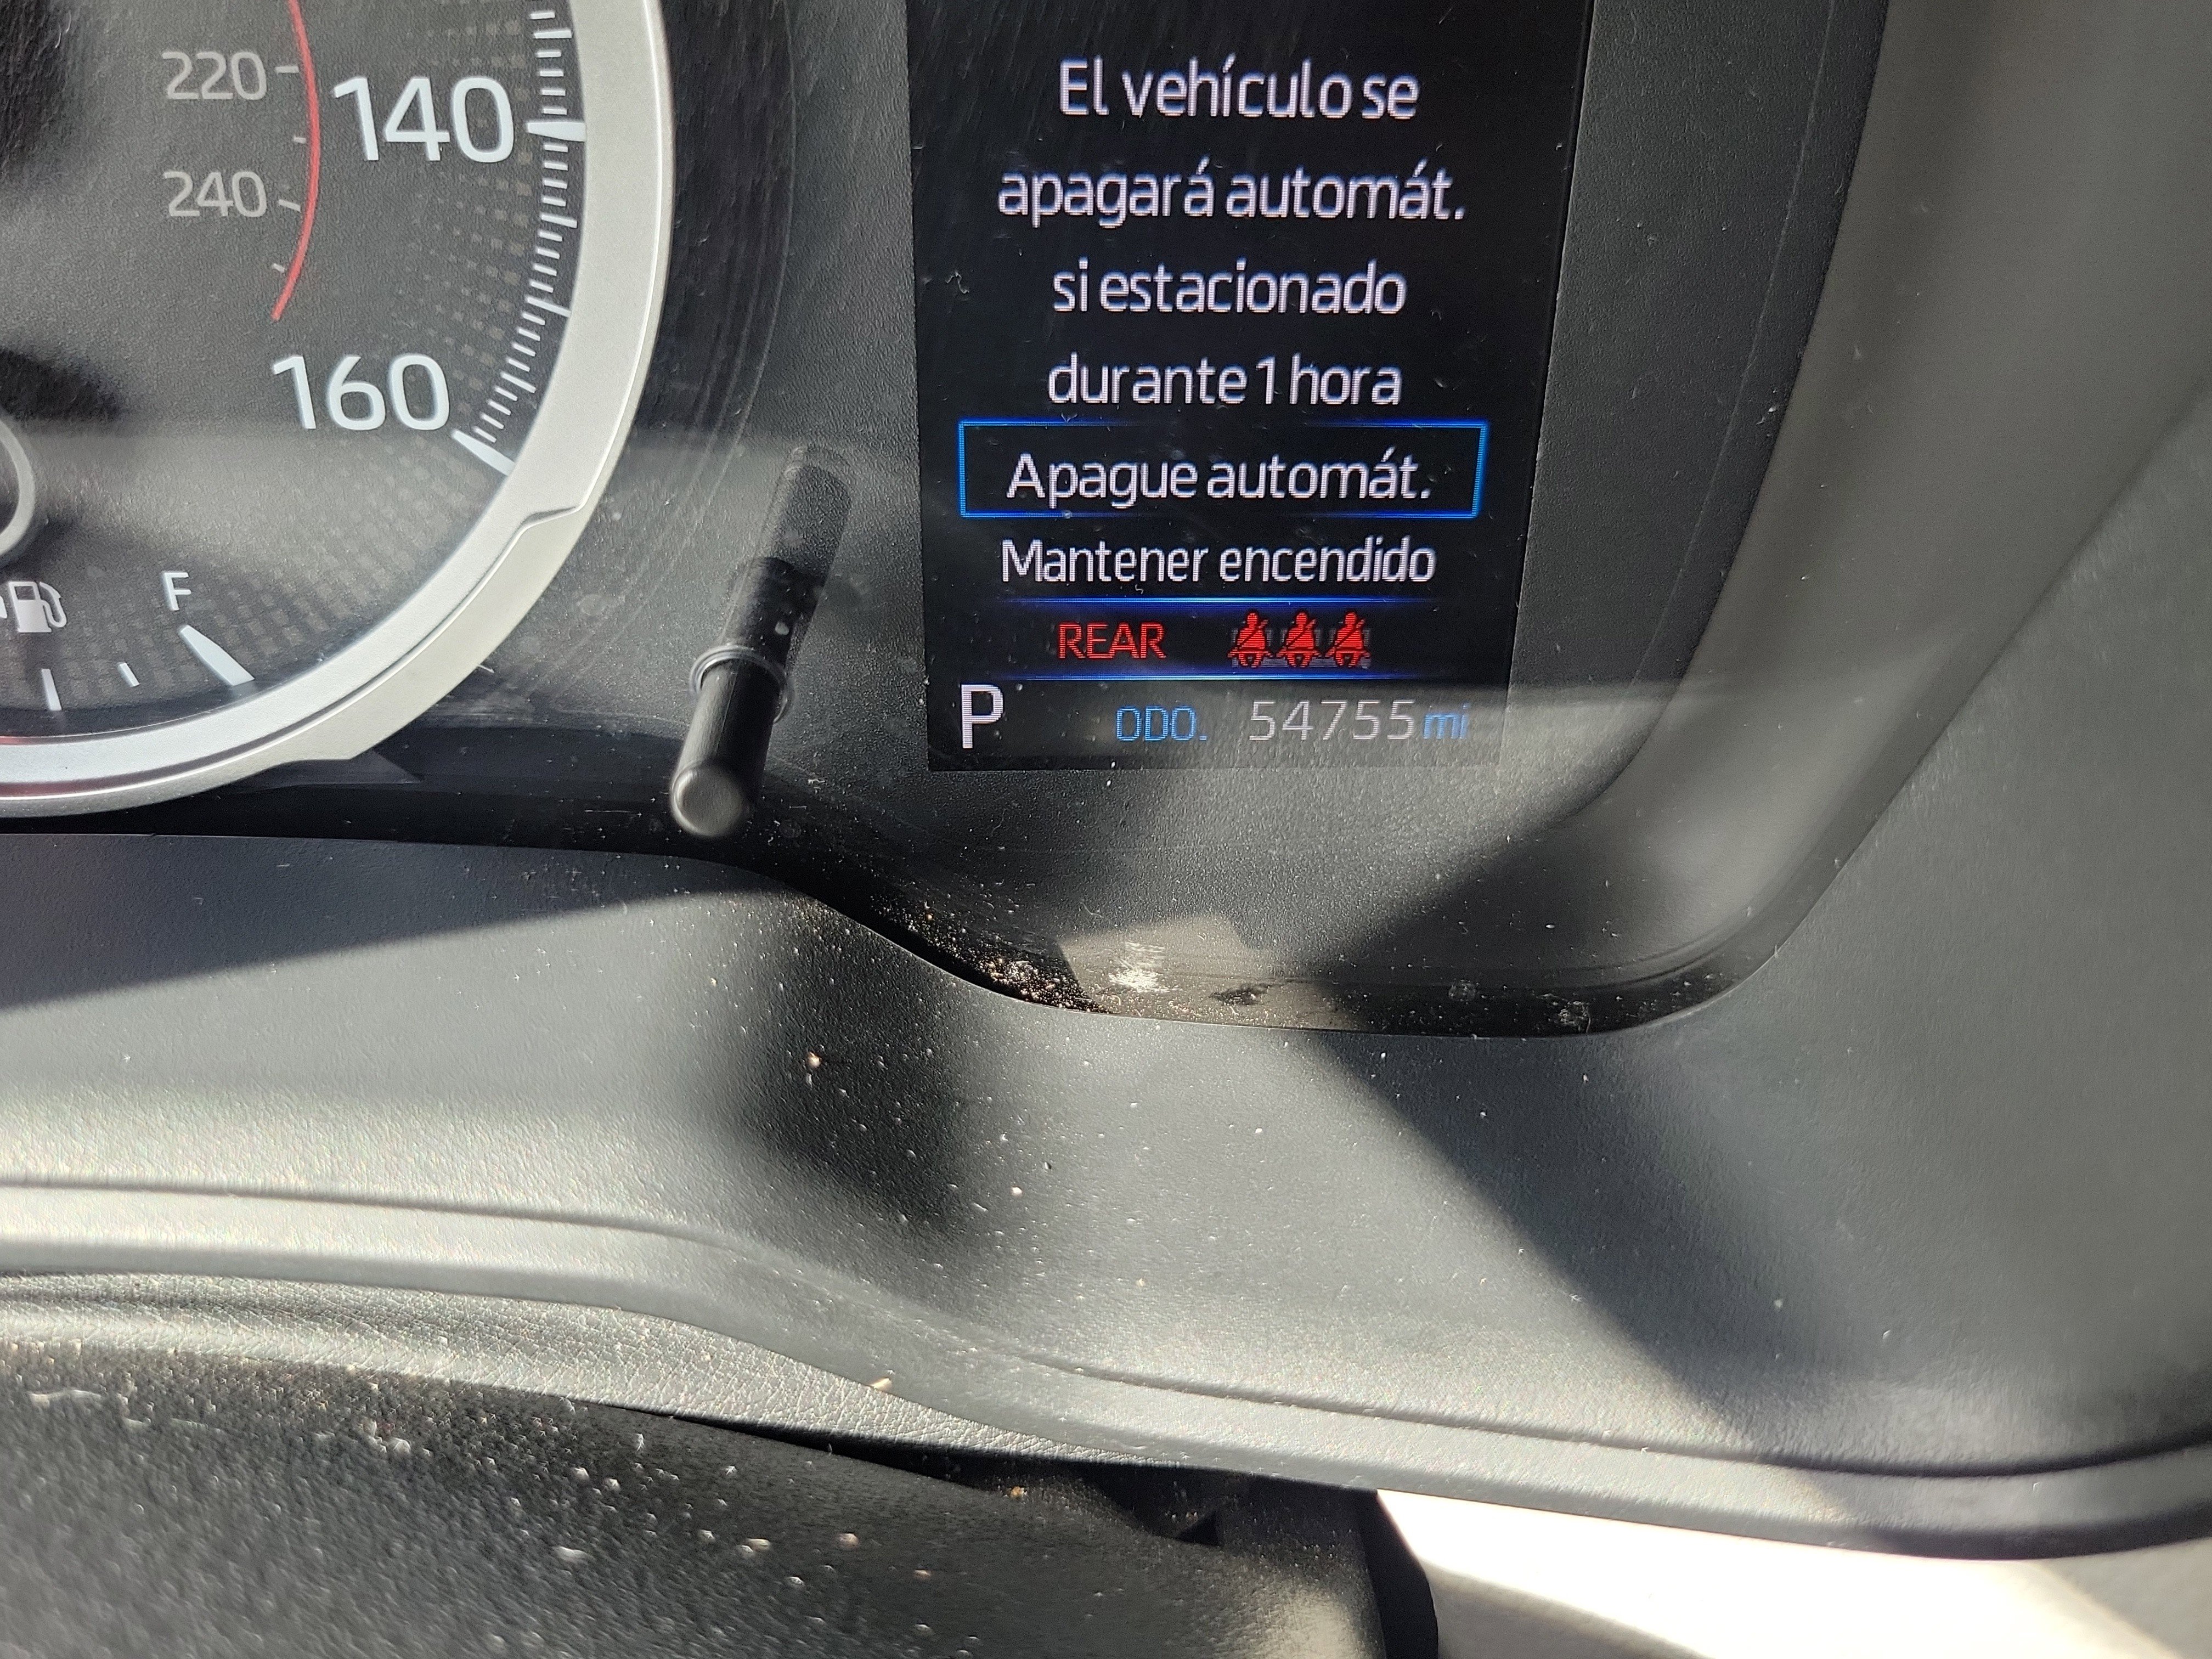 220
140
240
160
F
El vehículo se
apagará automát.
si estacionado
durante 1 hora
Apague automát.
Mantener encendido
REAR
P ODO. 54755 mi